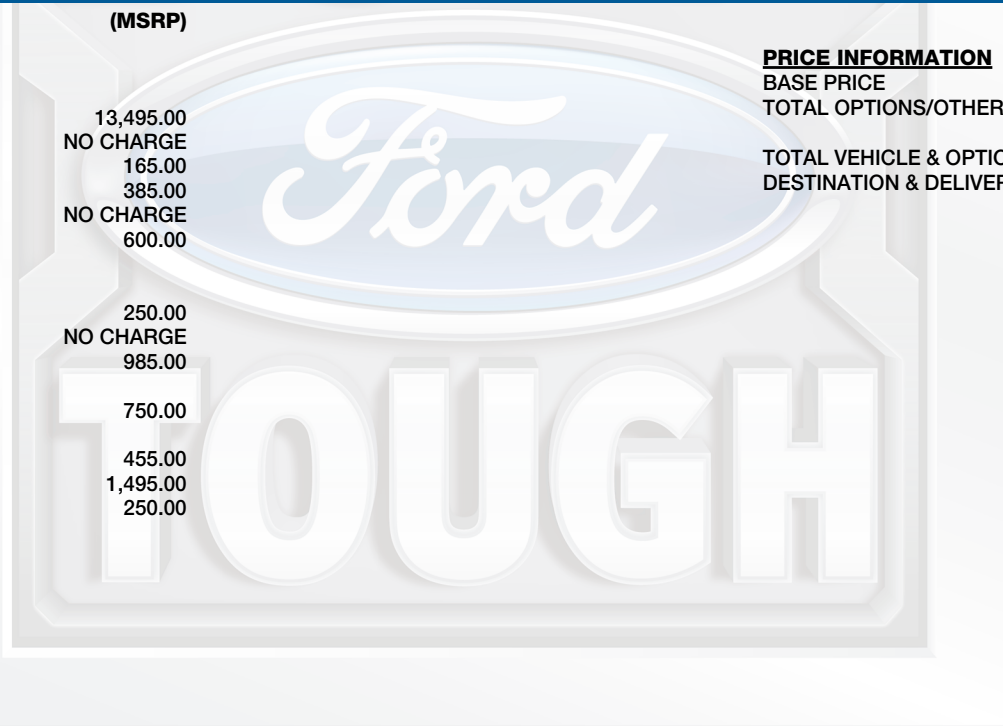 (MSRP)
13,495.00
NO CHARGE
165.00
385.00
NO CHARGE
600.00
250.00
NO CHARGE
985.00
750.00
455.00
1,495.00
250.00
PRICE INFORMATION
BASE PRICE
TOTAL OPTIONS/OTHER
TOTAL VEHICLE & OPTIO
DESTINATION & DELIVER
Ford
TOUGH